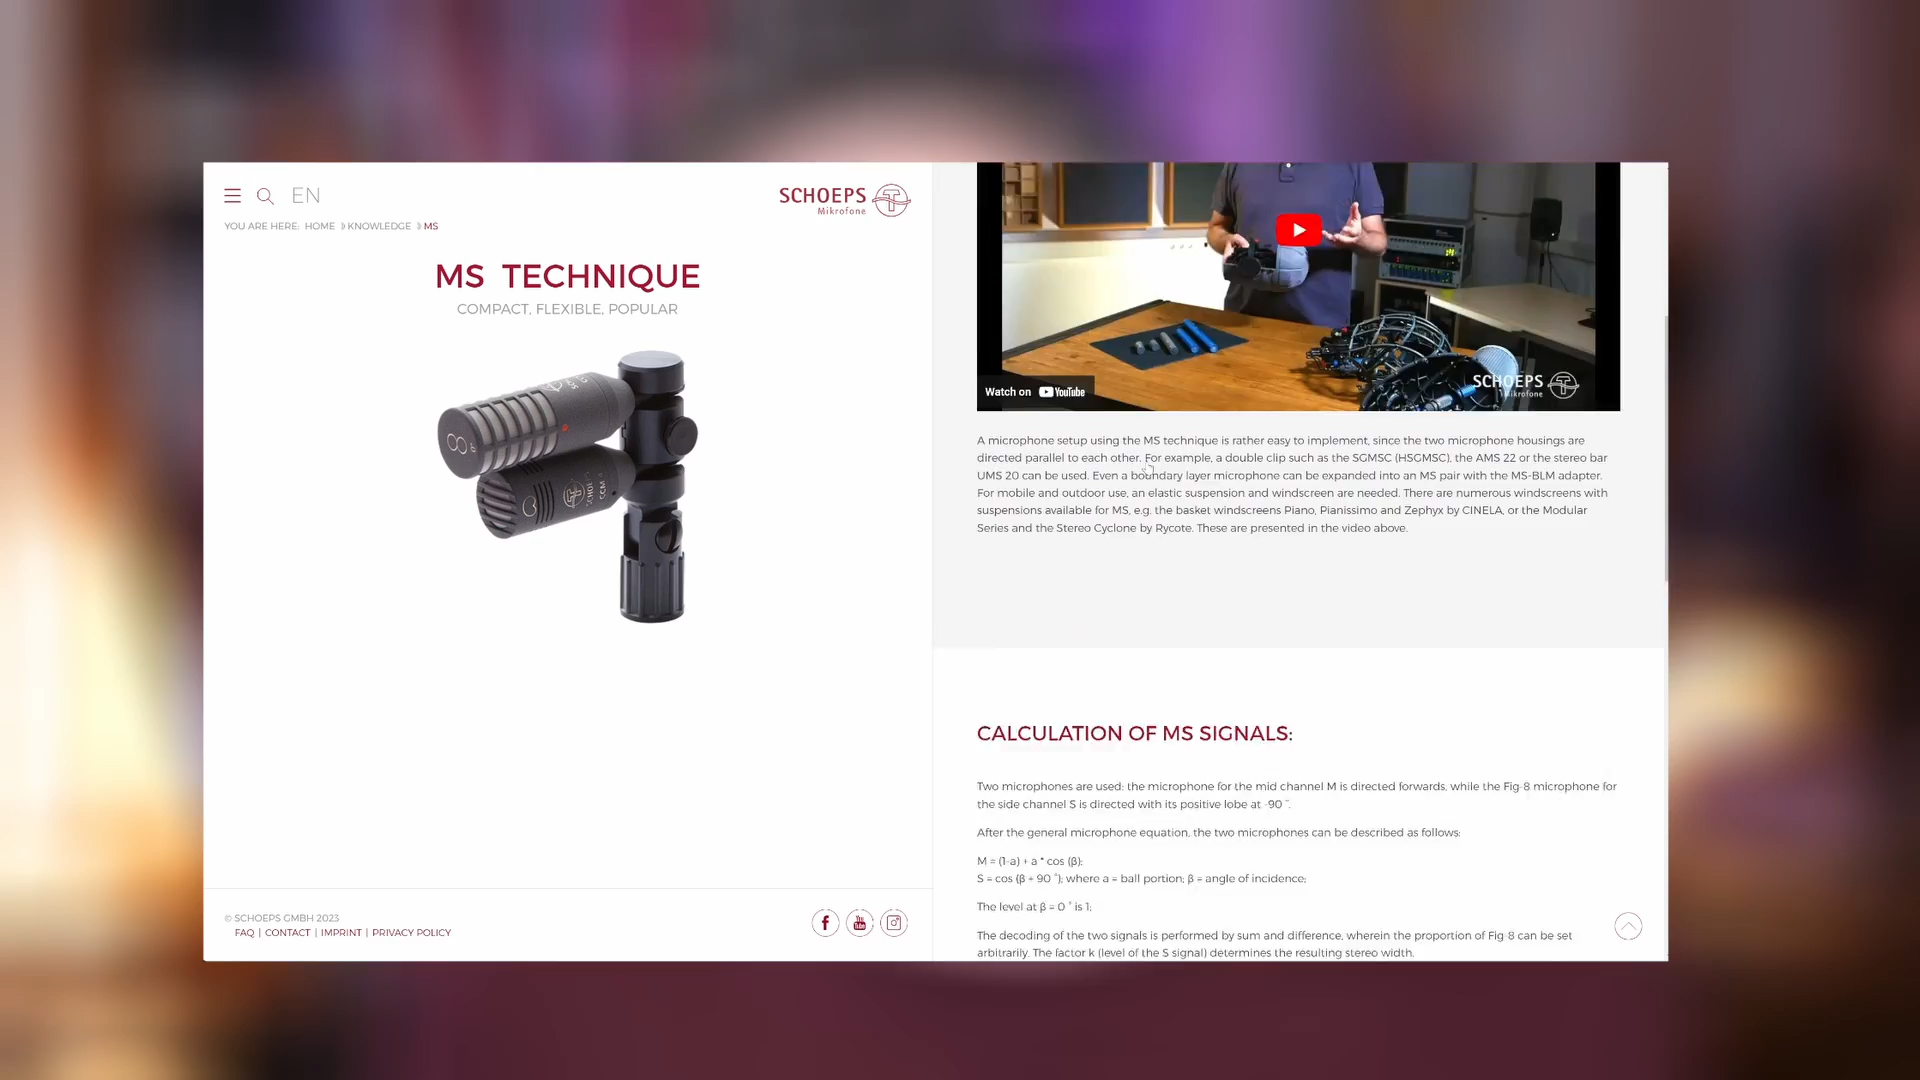 EN
SCHOEPS
Mikrofone
YOU ARE HERE: HOME » KNOWLEDGE » MS
MS TECHNIQUE
COMPACT, FLEXIBLE, POPULAR
8
SCHOEPS
CCM
© SCHOEPS GMBH 2023
FAQ | CONTACT | IMPRINT | PRIVACY POLICY
Watch on YouTube
SCHOEPS
Mikrofone
A microphone setup using the MS technique is rather easy to implement, since the two microphone housings are
directed parallel to each other. For example, a double clip such as the SGMSC (HSGMSC), the AMS 22 or the stereo bar
UMS 20 can be used. Even a boundary layer microphone can be expanded into an MS pair with the MS-BLM adapter.
For mobile and outdoor use, an elastic suspension and windscreen are needed. There are numerous windscreens with
suspensions available for MS, e.g. the basket windscreens Piano, Pianissimo and Zephyx by CINELA, or the Modular
Series and the Stereo Cyclone by Rycote. These are presented in the video above.
CALCULATION OF MS SIGNALS:
Two microphones are used: the microphone for the mid channel M is directed forwards, while the Fig-8 microphone for
the side channel S is directed with its positive lobe at -90 °.
After the general microphone equation, the two microphones can be described as follows:
M = (1-a) + a * cos (β);
S = cos (β + 90 °); where a = ball portion; β = angle of incidence;
The level at β = 0 ° is 1;
The decoding of the two signals is performed by sum and difference, wherein the proportion of Fig-8 can be set
arbitrarily. The factor k (level of the S signal) determines the resulting stereo width.